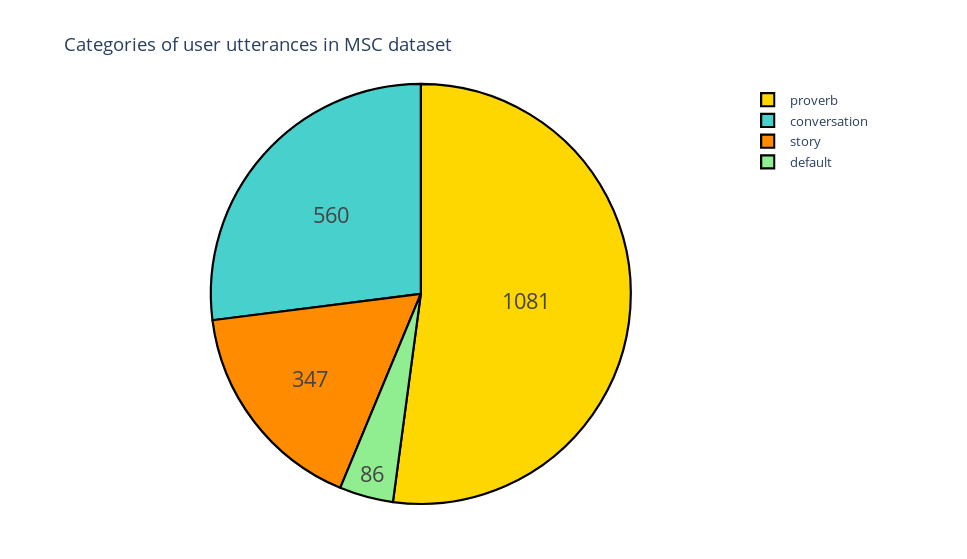 Categories of user utterances in MSC dataset
proverb
conversation
story
default
560
1081
347
86